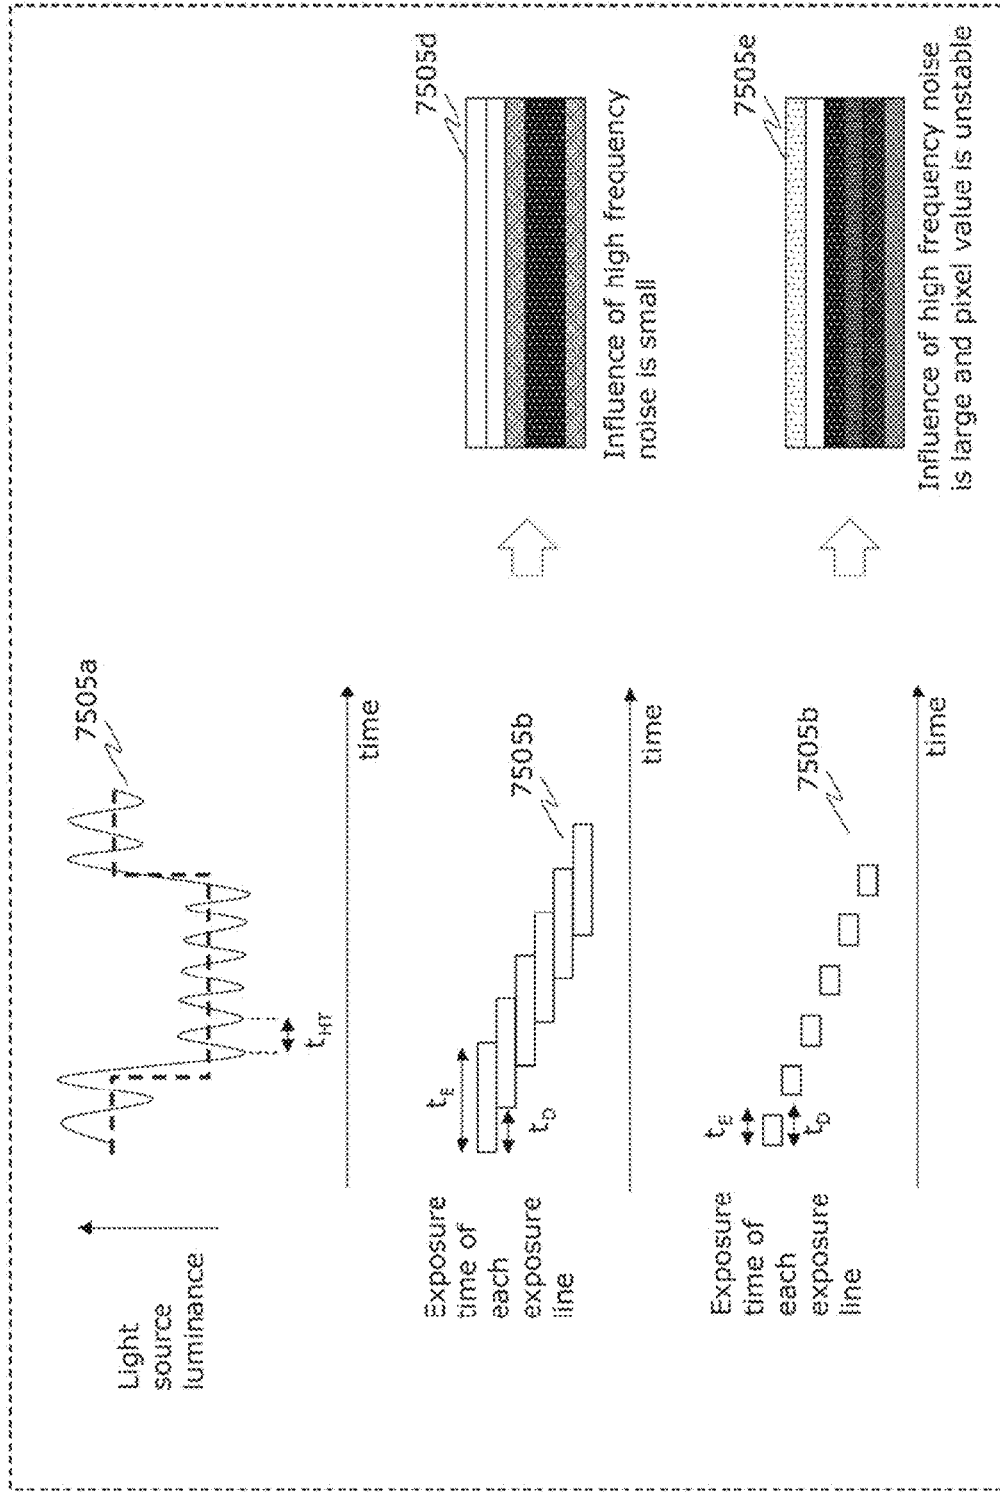 Light
source
luminance
7505a
t_HT
time
Exposure
time of
each
exposure
line
t_E
t_D
7505b
time
7505d
Influence of high frequency
noise is small
Exposure
time of
each
exposure
line
t_E
t_D
7505b
time
7505e
Influence of high frequency noise
is large and pixel value is unstable